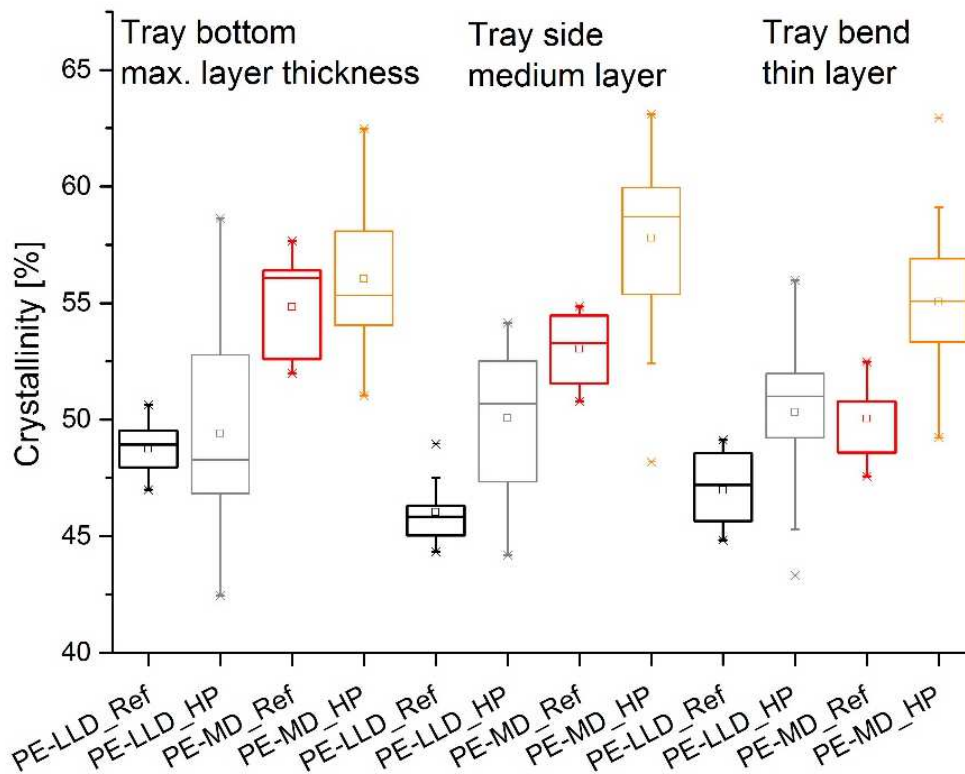 Tray bottom
max. layer thickness
Tray side
medium layer
Tray bend
thin layer
Crystallinity [%]
65
60
55
50
45
40
PE-LLD_Ref
PE-LLD_HP
PE-MD_Ref
PE-MD_HP
PE-LLD_Ref
PE-LLD_HP
PE-MD_Ref
PE-MD_HP
PE-LLD_Ref
PE-LLD_HP
PE-MD_Ref
PE-MD_HP